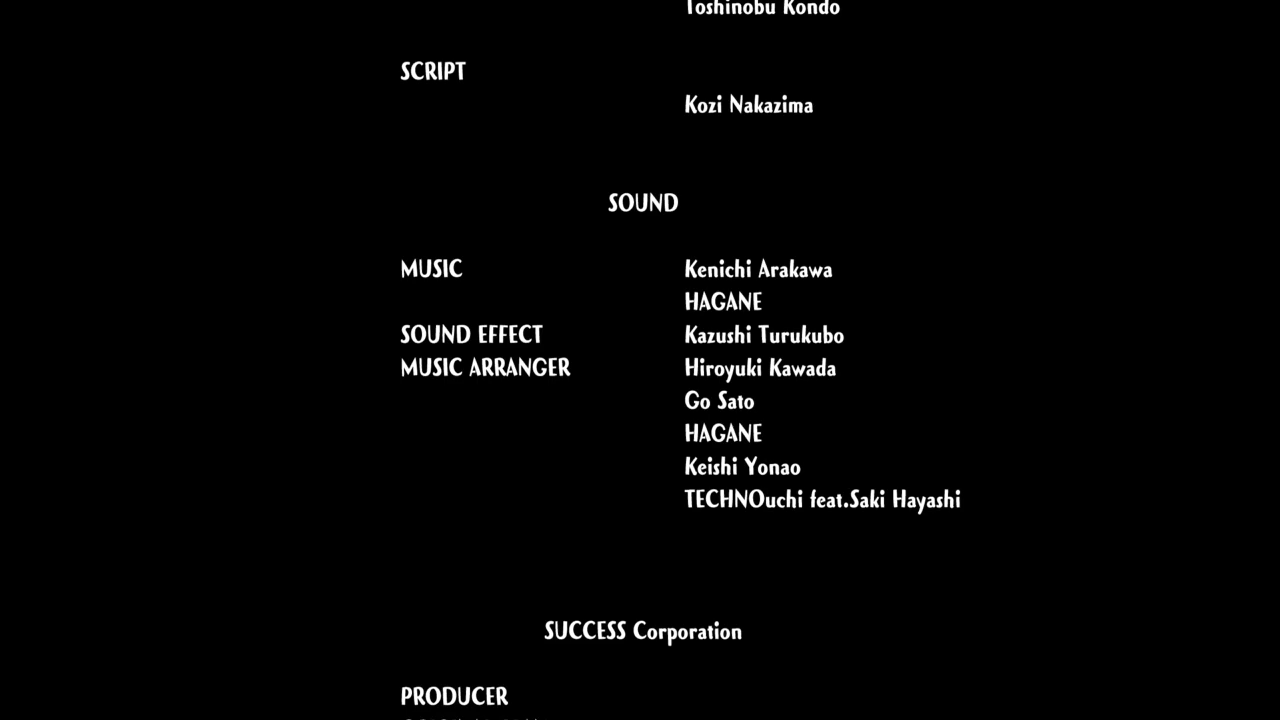 Toshinobu Kondo
SCRIPT
Kozi Nakazima
SOUND
MUSIC Kenichi Arakawa
HAGANE
SOUND EFFECT Kazushi Turukubo
MUSIC ARRANGER Hiroyuki Kawada
Go Sato
HAGANE
Keishi Yonao
TECHNOuchi feat.Saki Hayashi
SUCCESS Corporation
PRODUCER